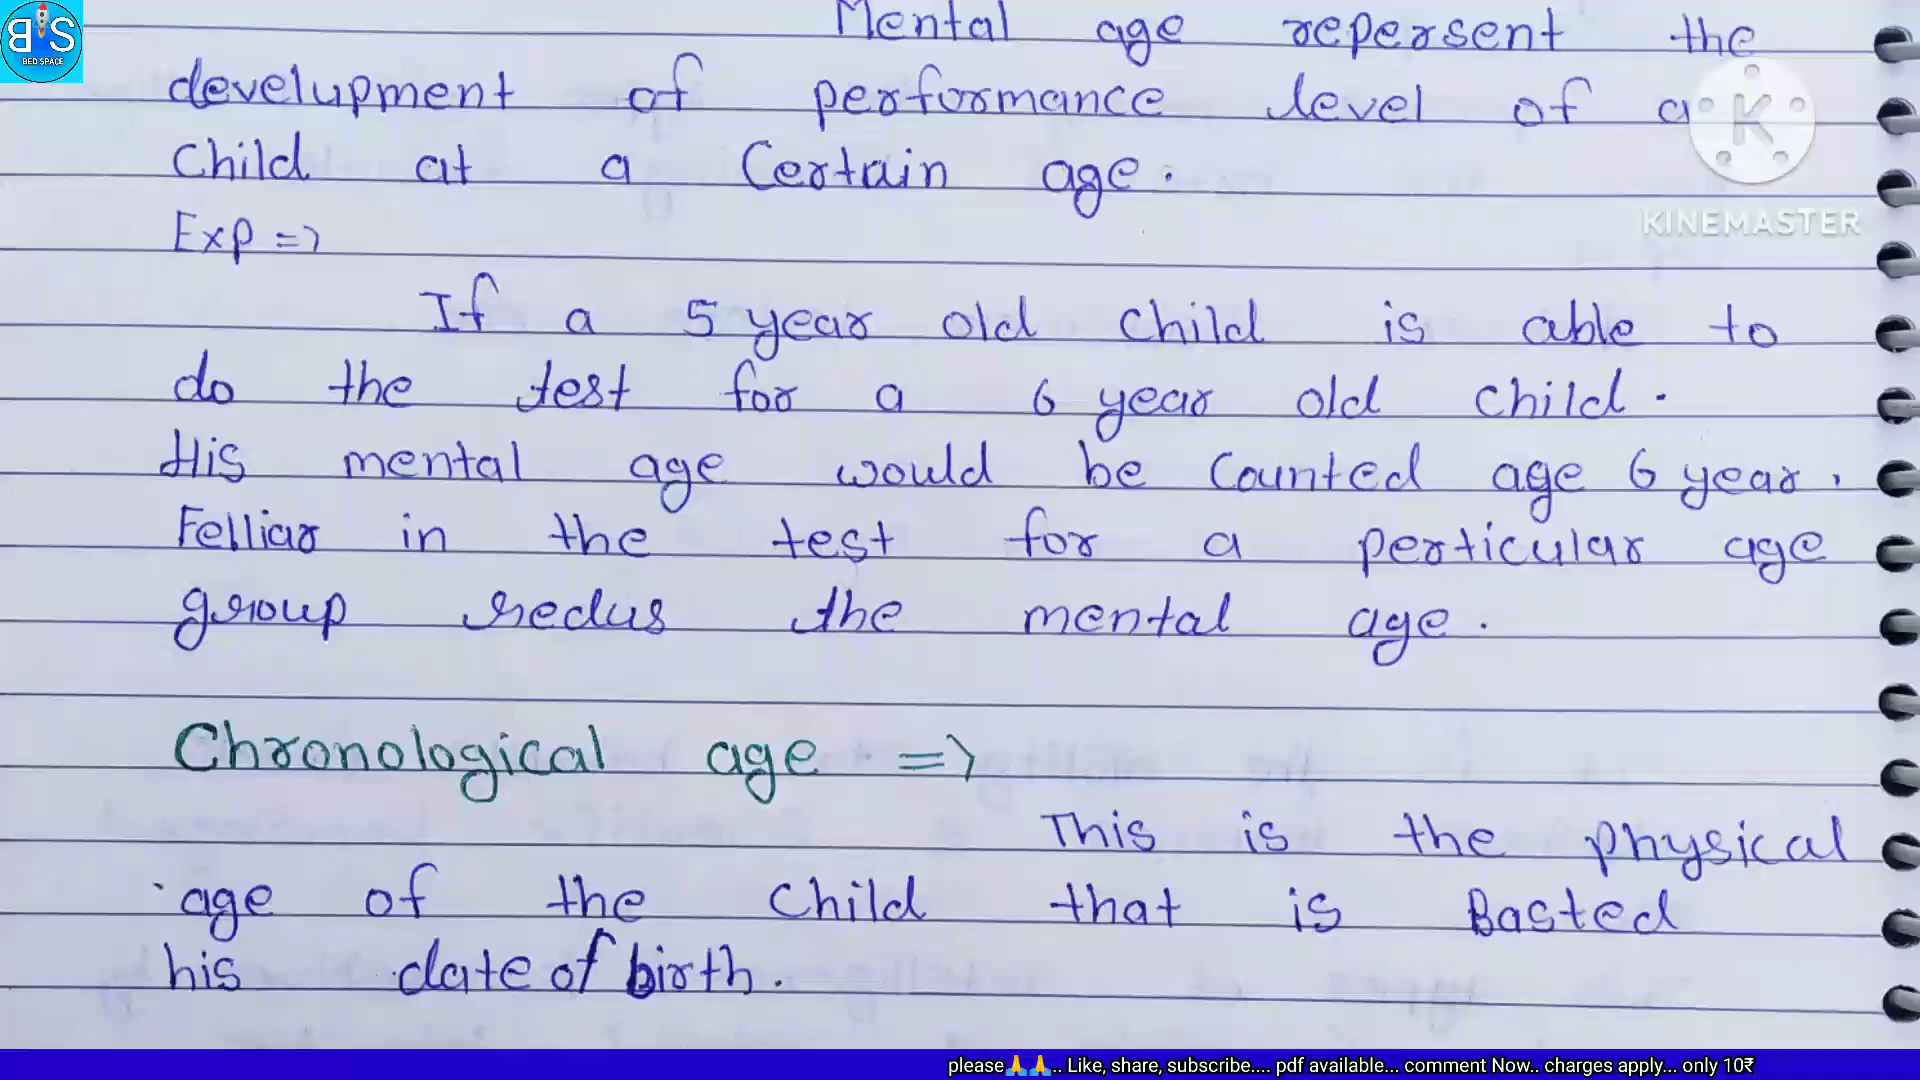 Mental age repersent the
develupment of performance level of a
Child at a Certain age.
Exp =>
If a 5 year old child is able to
do the test for a 6 year old child.
His mental age would be Counted age 6 year.
Felliar in the test for a perticular age
group redus the mental age.
Chronological age =>
This is the physical
age of the Child that is Basted
his date of birth.
BS
BED SPACE
K
KINEMASTER
please🙏🙏.. Like, share, subscribe.... pdf available... comment Now.. charges apply... only 10₹